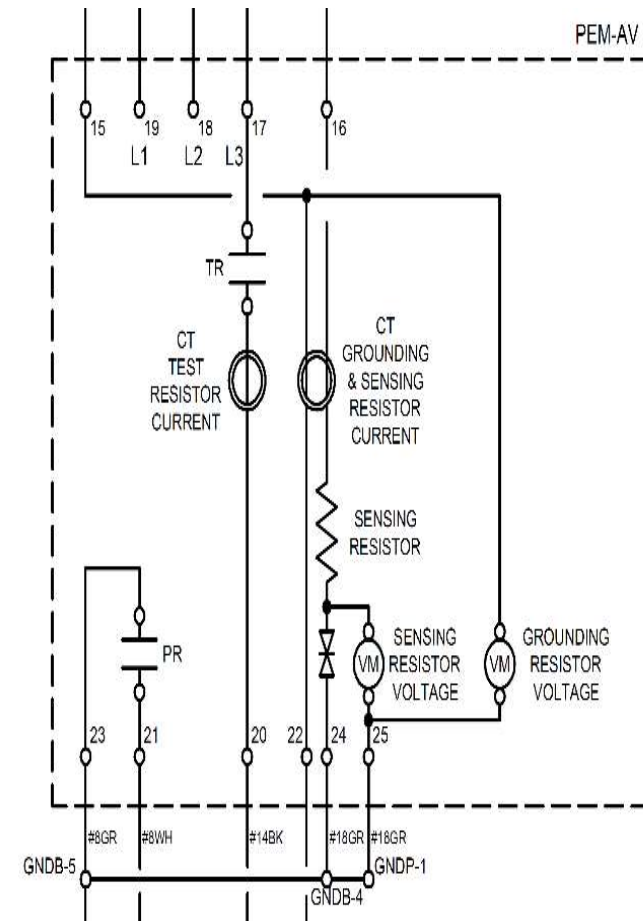 PEM-AV
15
19
18
17
16
L1
L2
L3
TR
CT
TEST
RESISTOR
CURRENT
CT
GROUNDING
& SENSING
RESISTOR
CURRENT
SENSING
RESISTOR
PR
VM
SENSING
RESISTOR
VOLTAGE
VM
GROUNDING
RESISTOR
VOLTAGE
23
21
20
22
24
25
#8GR
#8WH
#14BK
#18GR
#18GR
GNDB-5
GNDB-4
GNDP-1